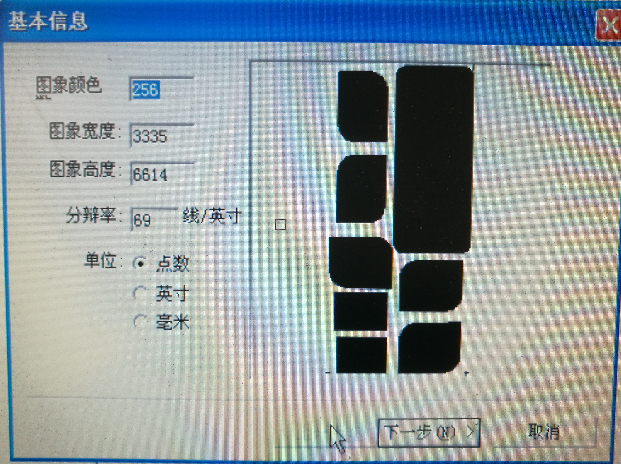 基本信息
图象颜色 256
图象宽度: 3335
图象高度: 6614
分辩率: 69 线/英寸
单位: 点数
英寸
毫米
下一步(N) >
取消